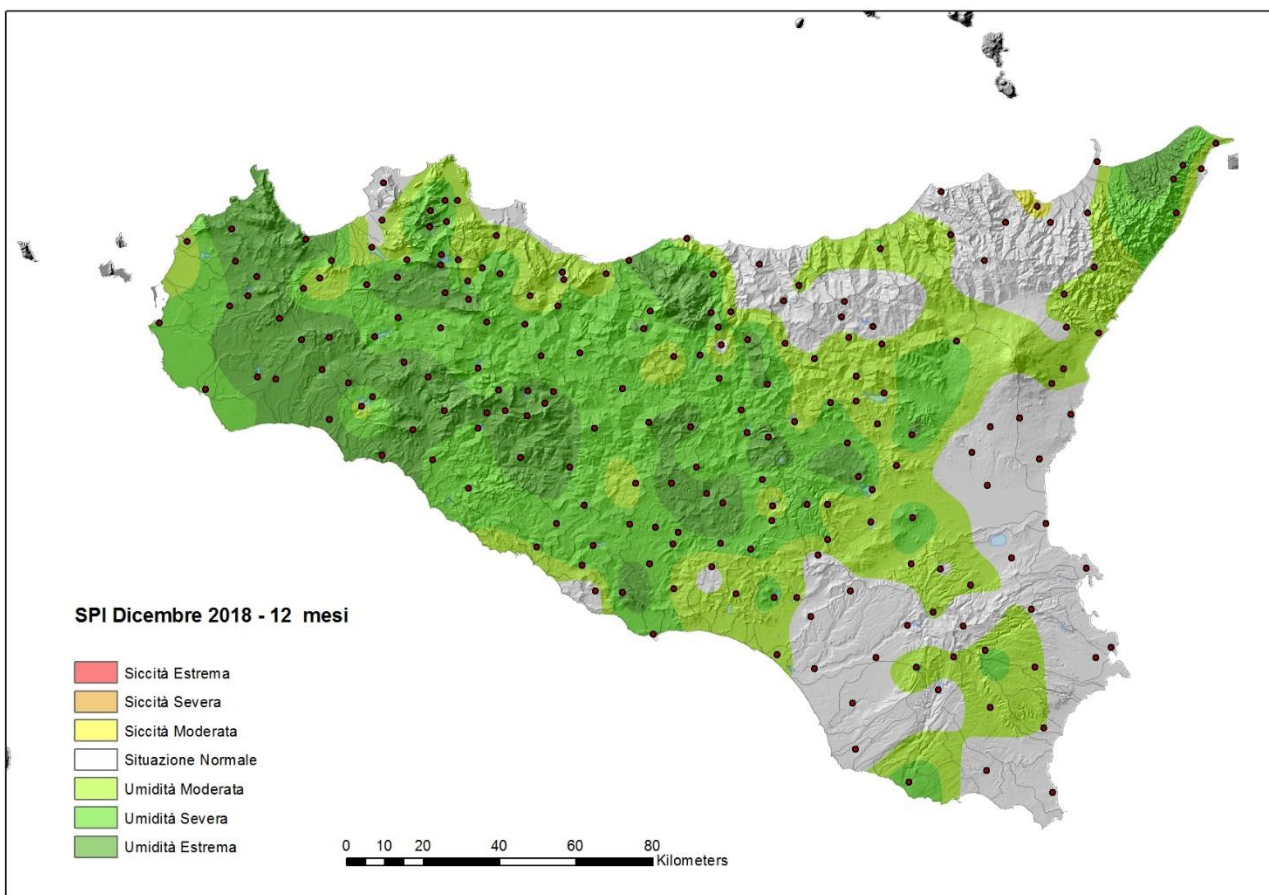 SPI Dicembre 2018 - 12 mesi
Siccità Estrema
Siccità Severa
Siccità Moderata
Situazione Normale
Umidità Moderata
Umidità Severa
Umidità Estrema
0 10 20 40 60 80
Kilometers